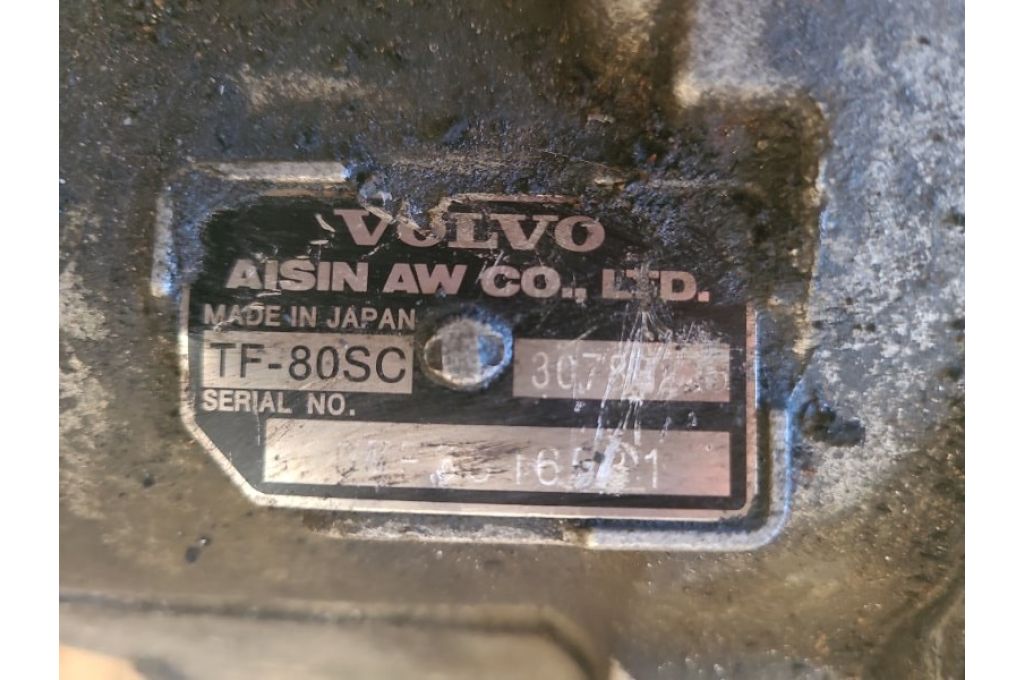 VOLVO
AISIN AW CO., LTD.
MADE IN JAPAN
TF-80SC
SERIAL NO.